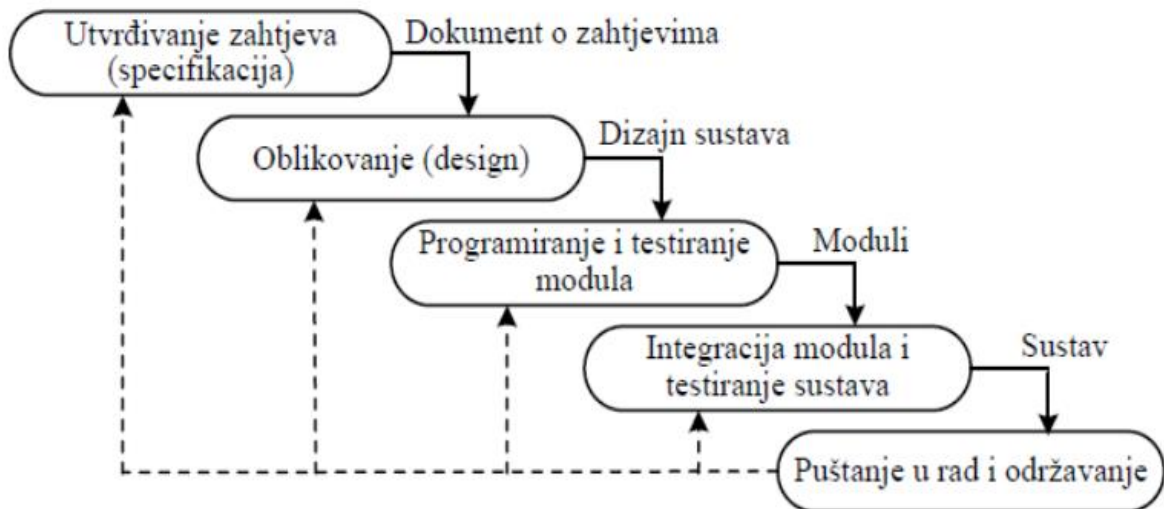 Utvrđivanje zahtjeva
(specifikacija)
Dokument o zahtjevima
Oblikovanje (design)
Dizajn sustava
Programiranje i testiranje
modula
Moduli
Integracija modula i
testiranje sustava
Sustav
Puštanje u rad i održavanje